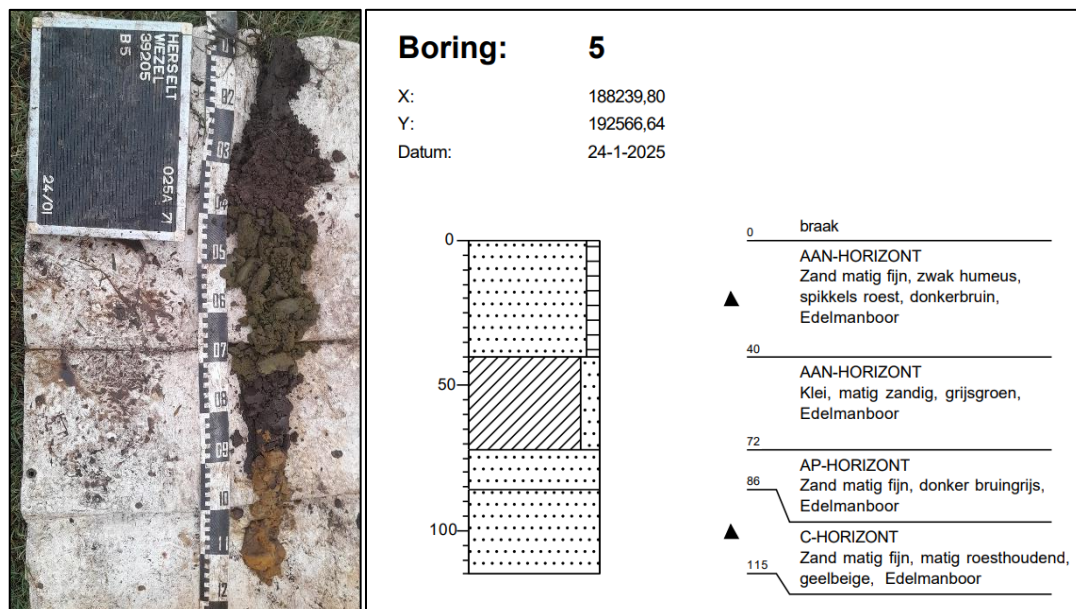 HERSELT
WEZEL
39205
B 5
025A 71
24/01
02
03
04
05
06
07
08
09
10
11
12
Boring: 5
X: 188239,80
Y: 192566,64
Datum: 24-1-2025
0
50
100
0 braak
AAN-HORIZONT
Zand matig fijn, zwak humeus,
spikkels roest, donkerbruin,
Edelmanboor
40
AAN-HORIZONT
Klei, matig zandig, grijsgroen,
Edelmanboor
72
AP-HORIZONT
86
Zand matig fijn, donker bruingrijs,
Edelmanboor
C-HORIZONT
Zand matig fijn, matig roesthoudend,
115
geelbeige, Edelmanboor